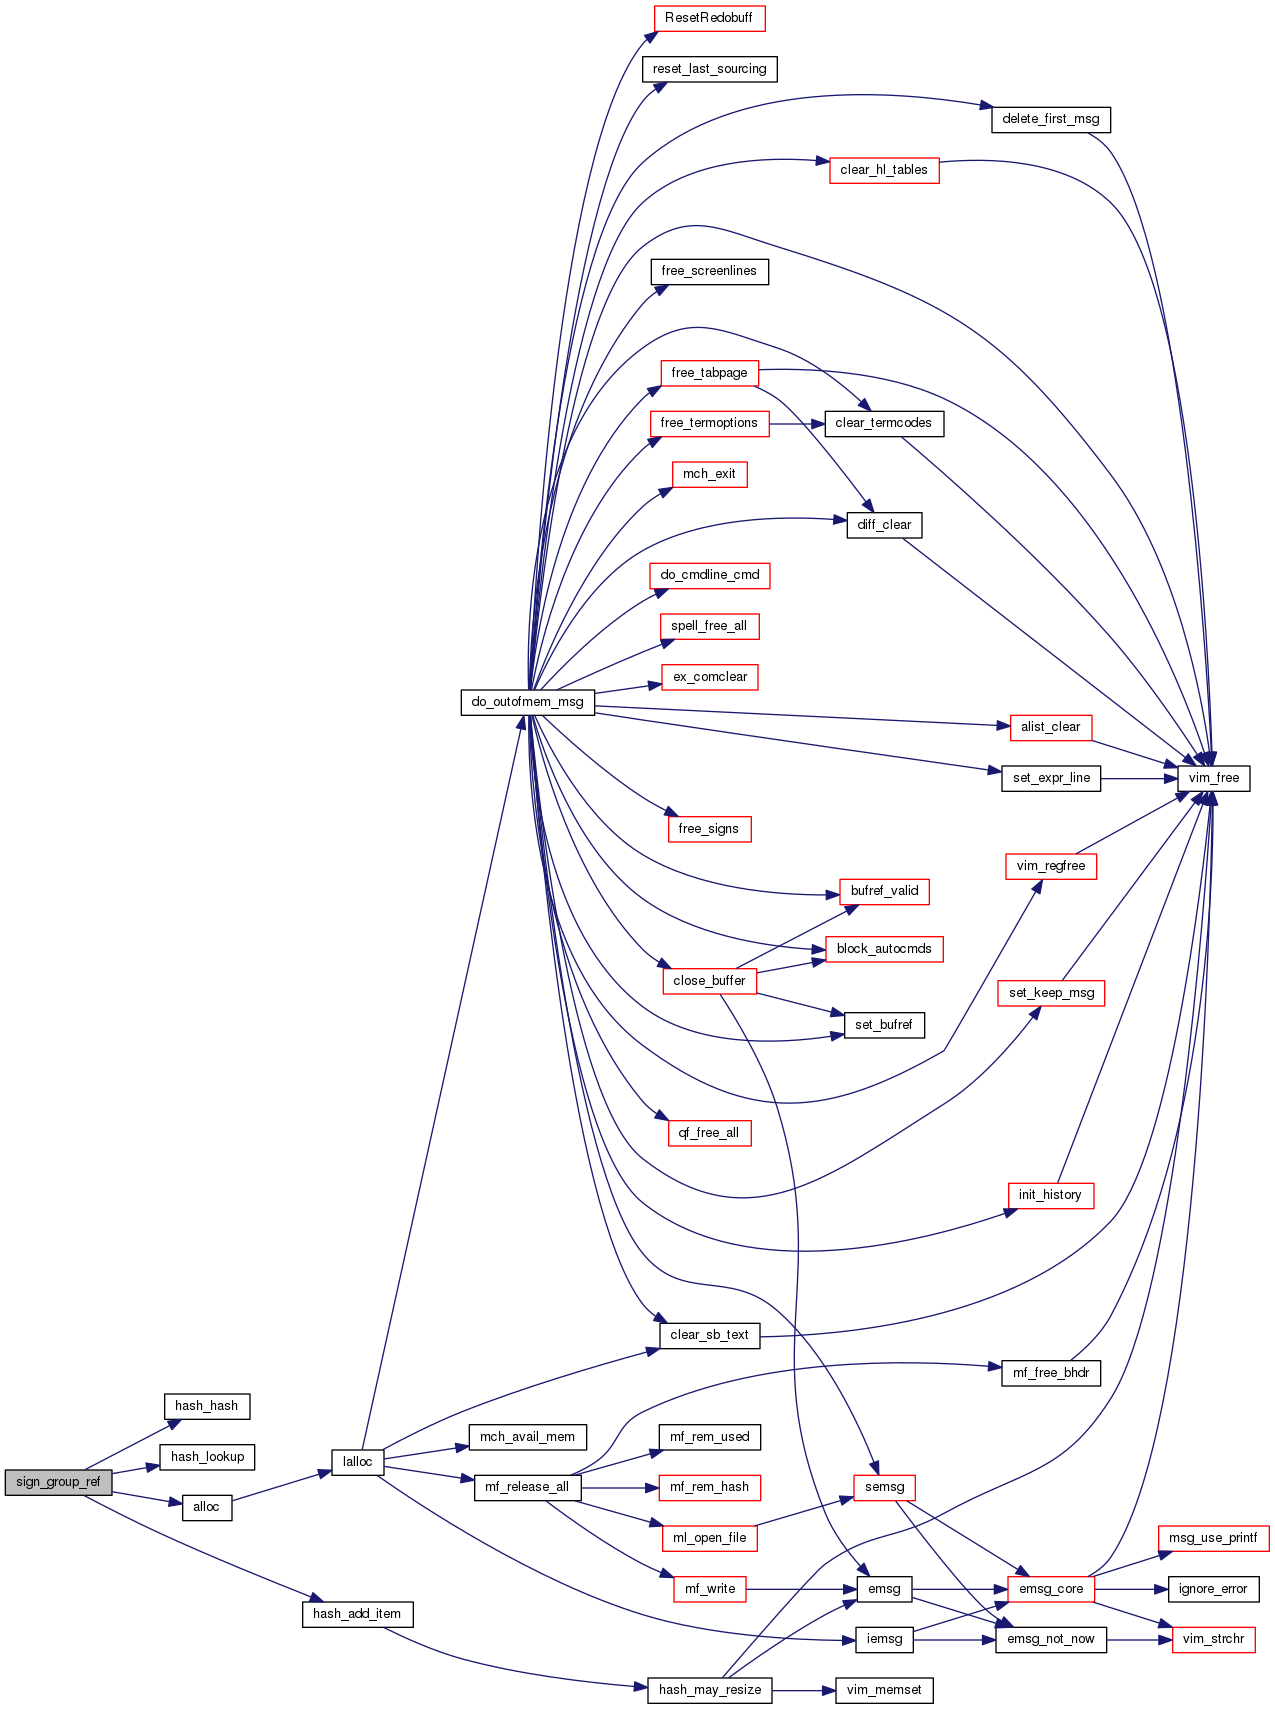 ResetRedobuff
reset_last_sourcing
delete_first_msg
clear_hl_tables
free_screenlines
free_tabpage
free_termoptions
clear_termcodes
mch_exit
diff_clear
do_cmdline_cmd
spell_free_all
ex_comclear
do_outofmem_msg
alist_clear
set_expr_line
vim_free
free_signs
vim_regfree
bufref_valid
block_autocmds
close_buffer
set_keep_msg
set_bufref
qf_free_all
init_history
clear_sb_text
mf_free_bhdr
hash_hash
mch_avail_mem
mf_rem_used
hash_lookup
lalloc
sign_group_ref
mf_release_all
mf_rem_hash
semsg
alloc
ml_open_file
msg_use_printf
mf_write
emsg
emsg_core
ignore_error
hash_add_item
iemsg
emsg_not_now
vim_strchr
hash_may_resize
vim_memset